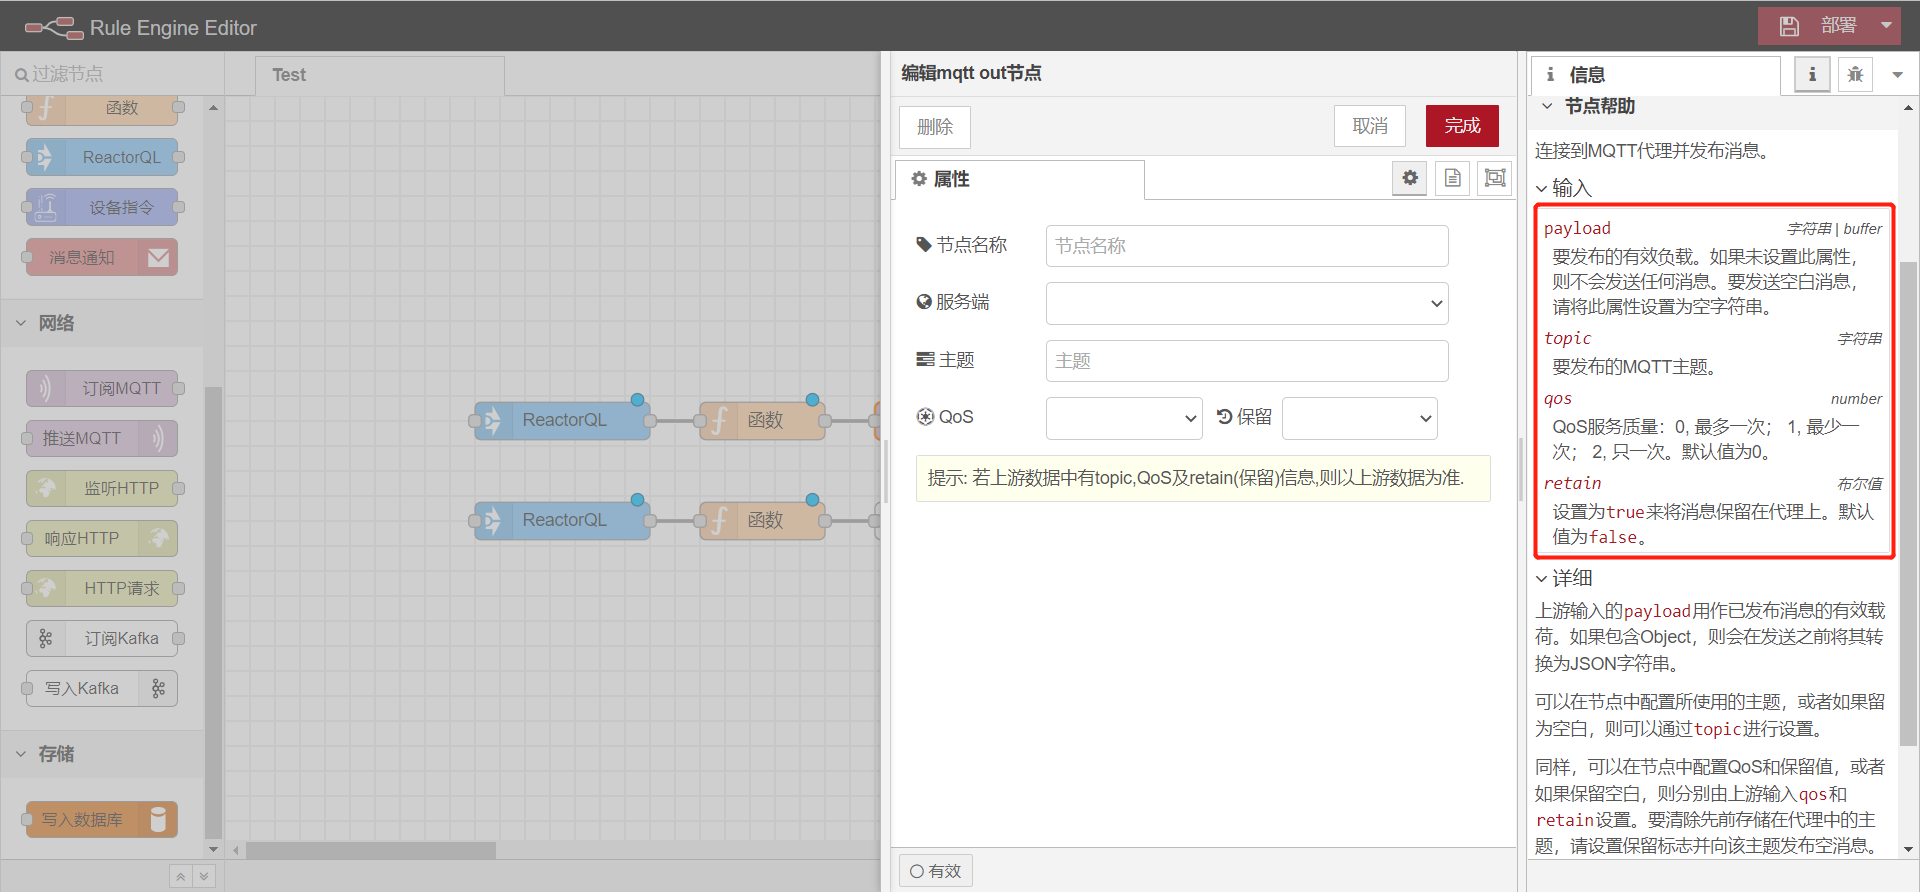 Rule Engine Editor
部署
过滤节点
函数
ReactorQL
设备指令
消息通知
网络
订阅MQTT
推送MQTT
监听HTTP
响应HTTP
HTTP请求
订阅Kafka
写入Kafka
存储
写入数据库
Test
ReactorQL
函数
ReactorQL
函数
编辑mqtt out节点
删除
取消
完成
属性
节点名称
节点名称
服务端
主题
主题
QoS
保留
提示: 若上游数据中有topic,QoS及retain(保留)信息,则以上游数据为准.
有效
信息
节点帮助
连接到MQTT代理并发布消息。
输入
payload 字符串 | buffer
要发布的有效负载。如果未设置此属性，
则不会发送任何消息。要发送空白消息，
请将此属性设置为空字符串。
topic 字符串
要发布的MQTT主题。
qos number
QoS服务质量：0, 最多一次； 1, 最少一
次； 2, 只一次。默认值为0。
retain 布尔值
设置为true来将消息保留在代理上。默认
值为false。
详细
上游输入的payload用作已发布消息的有效载
荷。如果包含Object，则会在发送之前将其转
换为JSON字符串。
可以在节点中配置所使用的主题，或者如果留
为空白，则可以通过topic进行设置。
同样，可以在节点中配置QoS和保留值，或者
如果保留空白，则分别由上游输入qos和
retain设置。要清除先前存储在代理中的主
题，请设置保留标志并向该主题发布空消息。